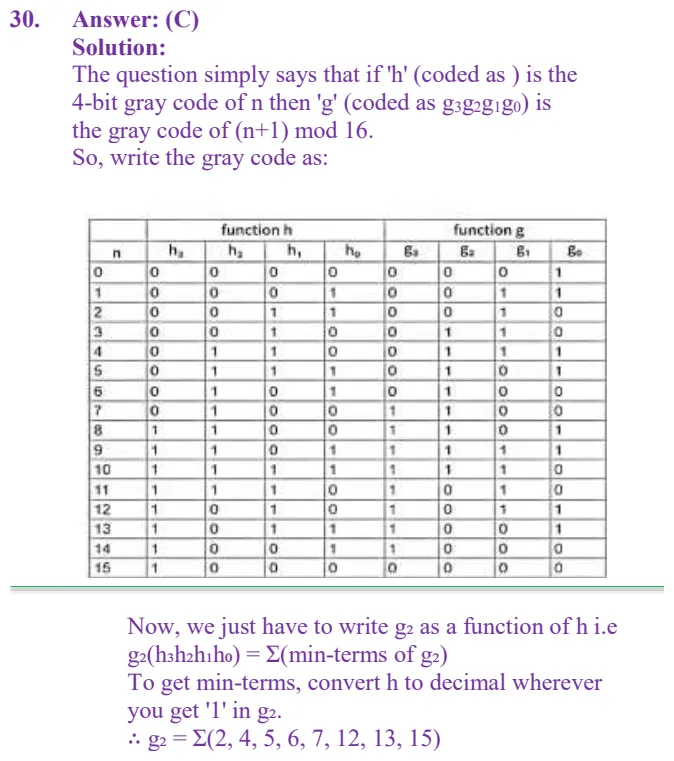 30. Answer: (C)
Solution:
The question simply says that if 'h' (coded as ) is the
4-bit gray code of n then 'g' (coded as g₃g₂g₁g₀) is
the gray code of (n+1) mod 16.
So, write the gray code as:
function h function g
n h₃ h₂ h₁ h₀ g₃ g₂ g₁ g₀
0 0 0 0 0 0 0 0 1
1 0 0 0 1 0 0 1 1
2 0 0 1 1 0 0 1 0
3 0 0 1 0 0 1 1 0
4 0 1 1 0 0 1 1 1
5 0 1 1 1 0 1 0 1
6 0 1 0 1 0 1 0 0
7 0 1 0 0 1 1 0 0
8 1 1 0 0 1 1 0 1
9 1 1 0 1 1 1 1 1
10 1 1 1 1 1 1 1 0
11 1 1 1 0 1 0 1 0
12 1 0 1 0 1 0 1 1
13 1 0 1 1 1 0 0 1
14 1 0 0 1 1 0 0 0
15 1 0 0 0 0 0 0 0
Now, we just have to write g₂ as a function of h i.e
g₂(h₃h₂h₁h₀) = Σ(min-terms of g₂)
To get min-terms, convert h to decimal wherever
you get '1' in g₂.
∴ g₂ = Σ(2, 4, 5, 6, 7, 12, 13, 15)